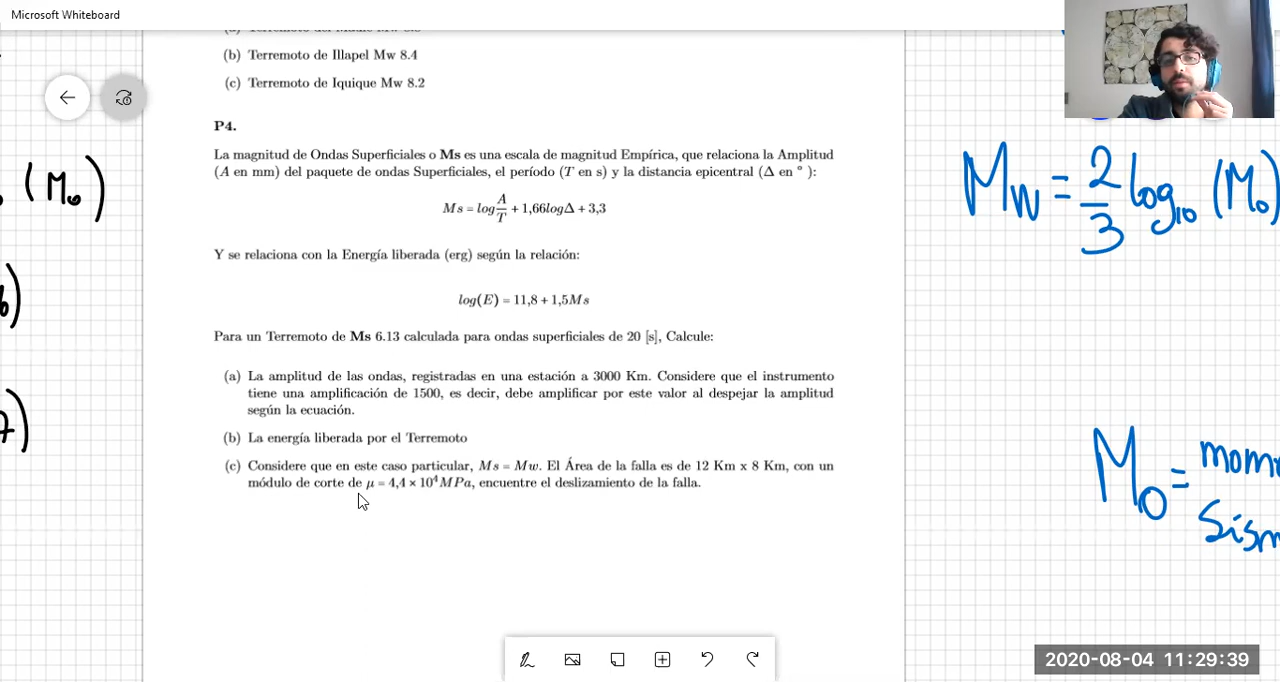 Microsoft Whiteboard
(b) Terremoto de Illapel Mw 8.4
(c) Terremoto de Iquique Mw 8.2
P4.
La magnitud de Ondas Superficiales o Ms es una escala de magnitud Empírica, que relaciona la Amplitud
(A en mm) del paquete de ondas Superficiales, el período (T en s) y la distancia epicentral (Δ en ° ):
Ms = log A/T + 1,66logΔ + 3,3
Y se relaciona con la Energía liberada (erg) según la relación:
log(E) = 11,8 + 1,5Ms
Para un Terremoto de Ms 6.13 calculada para ondas superficiales de 20 [s], Calcule:
(a) La amplitud de las ondas, registradas en una estación a 3000 Km. Considere que el instrumento
tiene una amplificación de 1500, es decir, debe amplificar por este valor al despejar la amplitud
según la ecuación.
(b) La energía liberada por el Terremoto
(c) Considere que en este caso particular, Ms = Mw. El Área de la falla es de 12 Km x 8 Km, con un
módulo de corte de μ = 4,4 × 10⁴MPa, encuentre el deslizamiento de la falla.
(M₀)
Mw = 2/3 log₁₀ (M₀)
M₀ = mom
Sism
2020-08-04 11:29:39